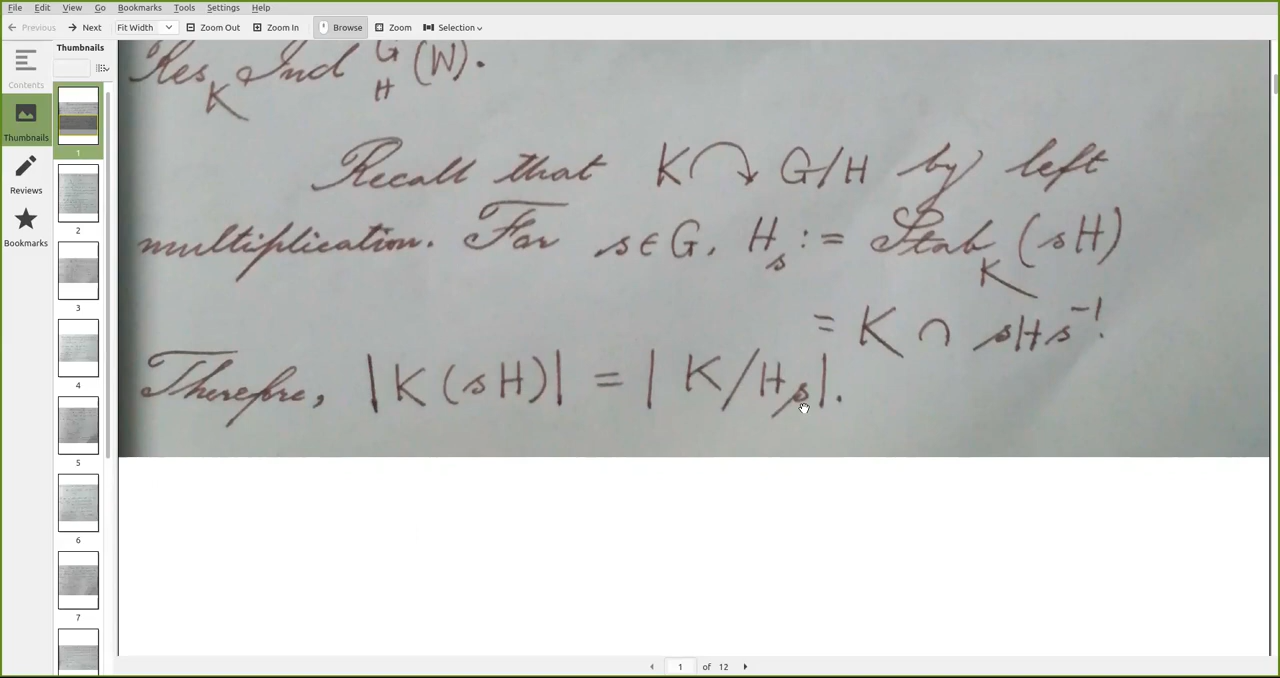 File Edit View Go Bookmarks Tools Settings Help
Previous Next Fit Width Zoom Out Zoom In Browse Zoom Selection
Contents
Thumbnails
Reviews
Bookmarks
Thumbnails
1
2
3
4
5
6
7
Res_K Ind_H^G (W).
Recall that K ↷ G/H by left
multiplication. For s ∈ G, H_s := Stab_K (sH)
= K ∩ sHs^{-1}.
Therefore, |K(sH)| = |K/H_s|.
1 of 12